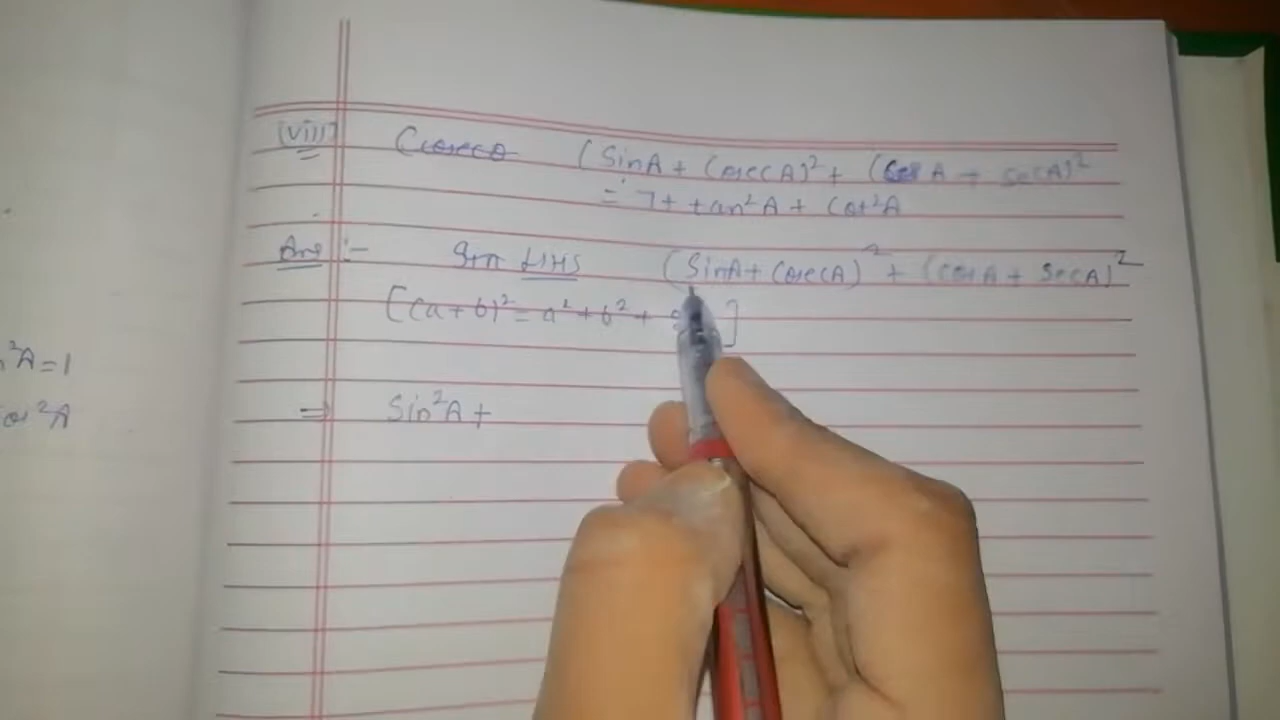 (viii) (SinA + CosecA)² + (CosA + SecA)²
= 7 + tan²A + Cot²A
Ans :- In LHS (SinA + CosecA)² + (CosA + SecA)²
[(a + b)² = a² + b² + ]
⇒ Sin²A +
²A = 1
²A